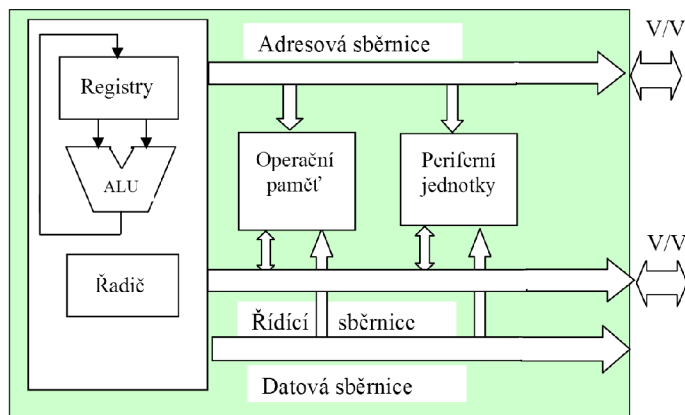 Adresová sběrnice
V/V
Registry
ALU
Operační
paměť
Periferní
jednotky
V/V
Řadič
Řídící sběrnice
Datová sběrnice